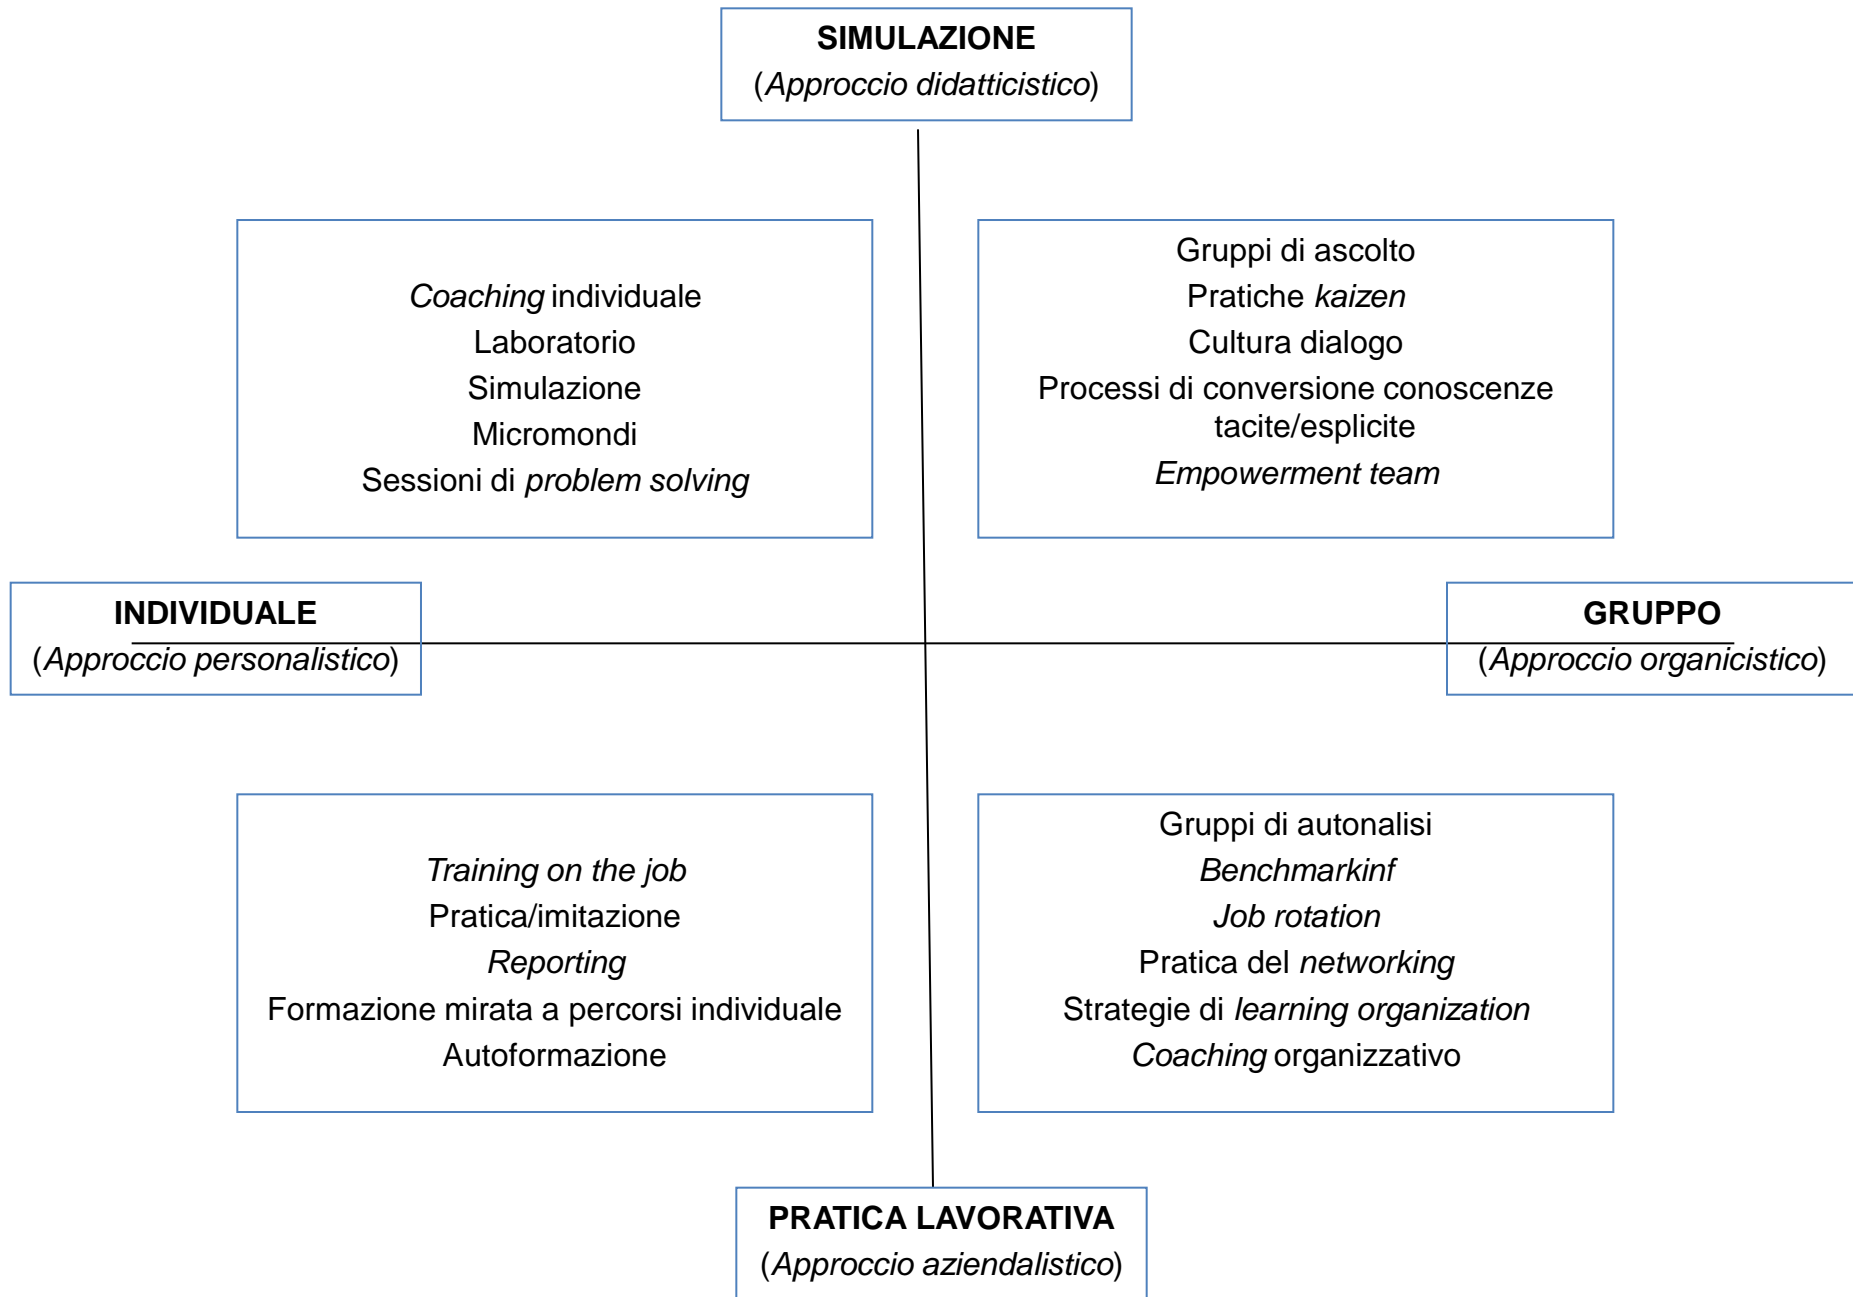 SIMULAZIONE
(Approccio didatticistico)
Coaching individuale
Laboratorio
Simulazione
Micromondi
Sessioni di problem solving
Gruppi di ascolto
Pratiche kaizen
Cultura dialogo
Processi di conversione conoscenze
tacite/esplicite
Empowerment team
INDIVIDUALE
(Approccio personalistico)
GRUPPO
(Approccio organicistico)
Training on the job
Pratica/imitazione
Reporting
Formazione mirata a percorsi individuale
Autoformazione
Gruppi di autonalisi
Benchmarkinf
Job rotation
Pratica del networking
Strategie di learning organization
Coaching organizzativo
PRATICA LAVORATIVA
(Approccio aziendalistico)